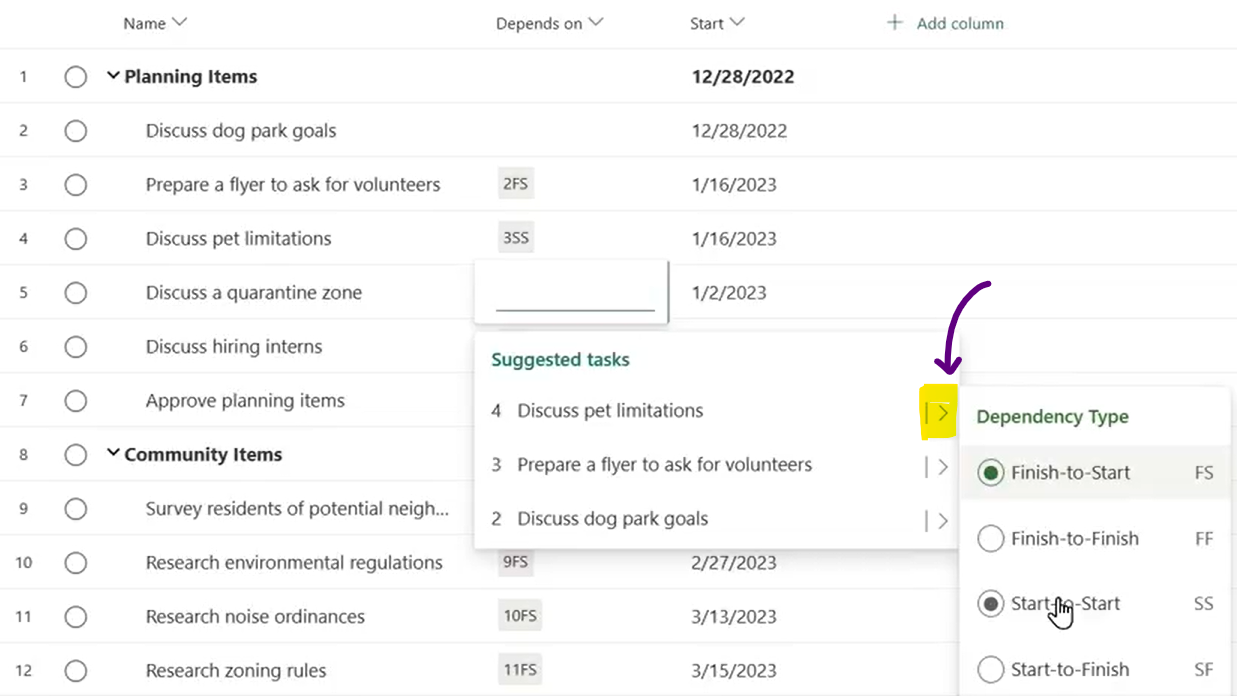 Name Depends on Start + Add column
1 Planning Items 12/28/2022
2 Discuss dog park goals 12/28/2022
3 Prepare a flyer to ask for volunteers 2FS 1/16/2023
4 Discuss pet limitations 3SS 1/16/2023
5 Discuss a quarantine zone 1/2/2023
6 Discuss hiring interns
7 Approve planning items
8 Community Items
9 Survey residents of potential neigh...
Suggested tasks
4 Discuss pet limitations
3 Prepare a flyer to ask for volunteers
2 Discuss dog park goals
Dependency Type
Finish-to-Start FS
Finish-to-Finish FF
Start-to-Start SS
Start-to-Finish SF
10 Research environmental regulations 9FS 2/27/2023
11 Research noise ordinances 10FS 3/13/2023
12 Research zoning rules 11FS 3/15/2023